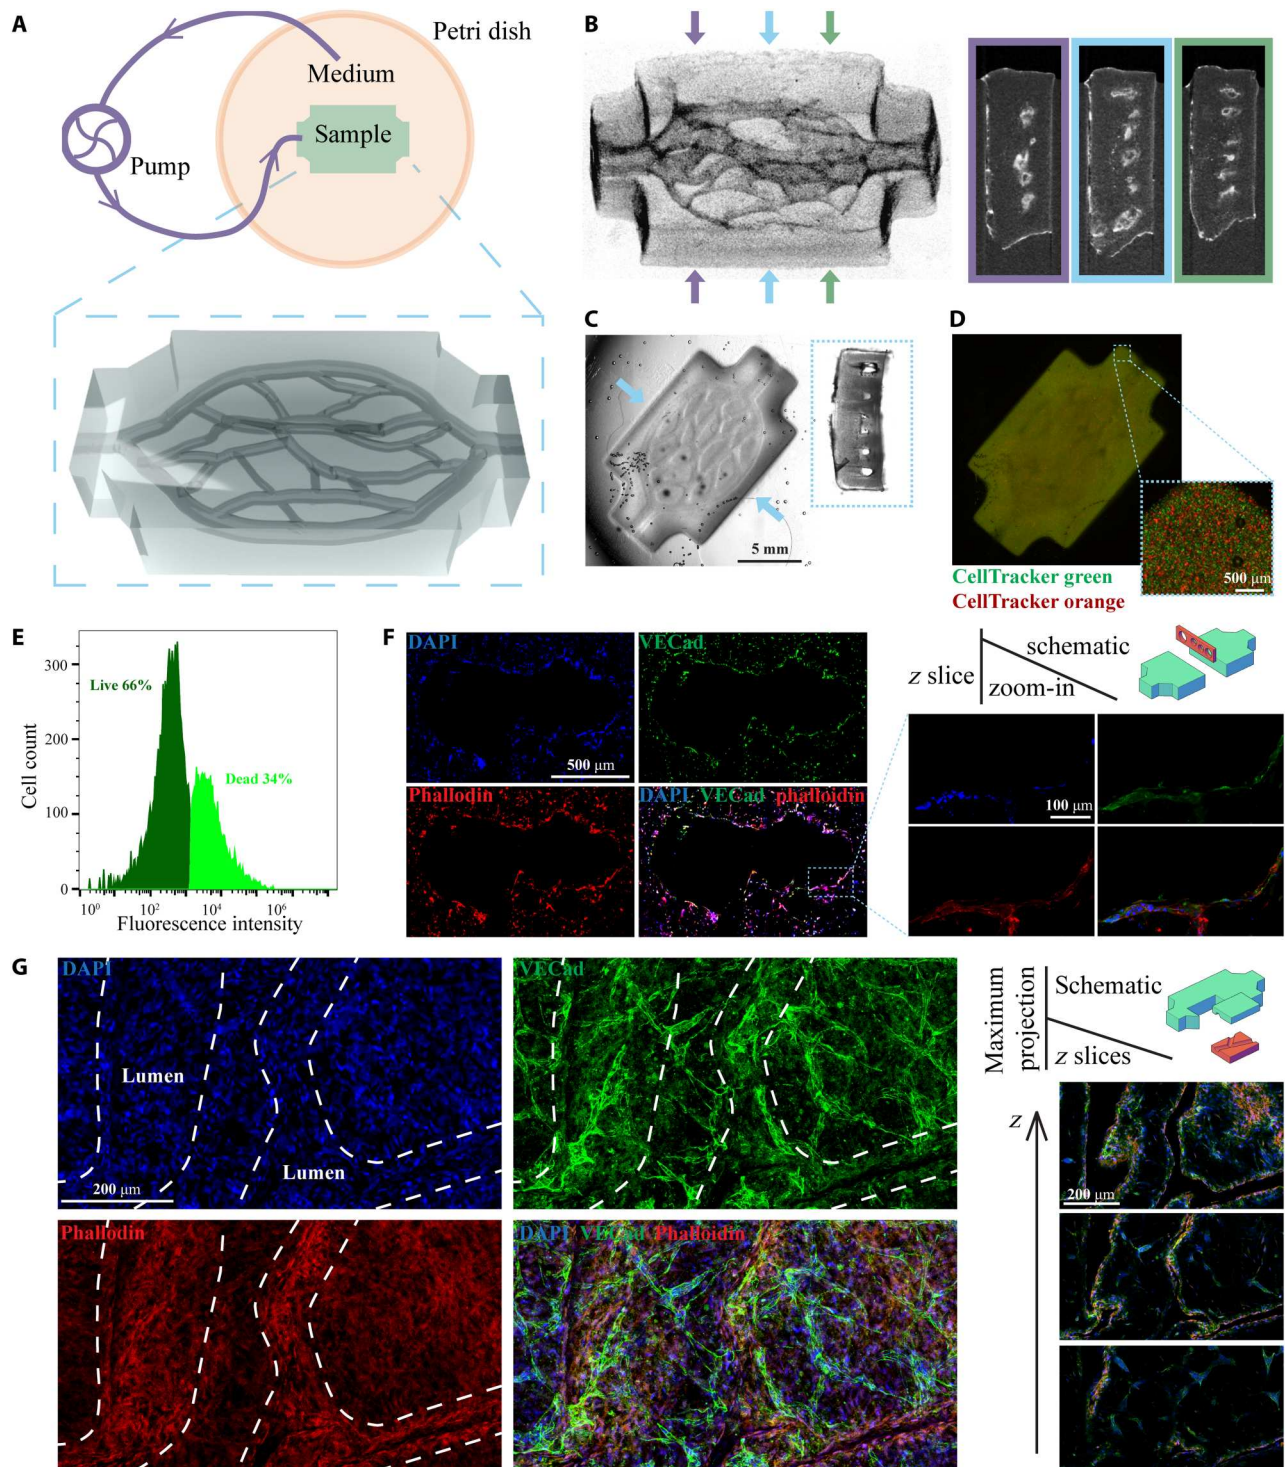 A
Petri dish
Medium
Sample
Pump
B
C
5 mm
D
500 μm
CellTracker green
CellTracker orange
E
300
200
100
0
Cell count
Live 66%
Dead 34%
10⁰ 10² 10⁴ 10⁶
Fluorescence intensity
F
DAPI
VECad
500 μm
Phallodin
DAPI VECad phalloidin
z slice
schematic
zoom-in
100 μm
G
DAPI
Lumen
Lumen
200 μm
VECad
Phallodin
DAPI VECad Phalloidin
Maximum
projection
Schematic
z slices
z
200 μm